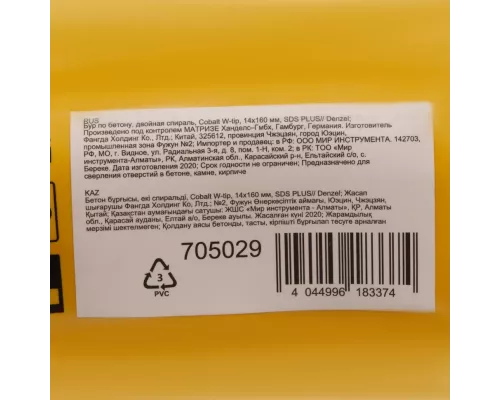 RUS
Бур по бетону, двойная спираль, Cobalt W-tip, 14x160 мм, SDS PLUS// Denzel;
Произведено под контролем МАТРИЗЕ Ханделс-Гмбх, Гамбург, Германия. Изготовитель
Фангда Холдинг Ко., Лтд.; Китай, 325612, провинция Чжэцзян, город Юэцин,
промышленная зона Фужун №2; Импортер и продавец в РФ: ООО МИР ИНСТРУМЕНТА. 142703,
РФ, МО, г. Видное, ул. Радиальная 3-я, д. 8, пом. 1-Н, ком. 2; в РК: ТОО «Мир
инструмента-Алматы», РК, Алматинская обл., Карасайский р-н, Ельтайский с/о, с.
Береке. Дата изготовления 2020; Срок годности не ограничен; Предназначено для
сверления отверстий в бетоне, камне, кирпиче
KAZ
Бетон бұрғысы, екі спиральді, Cobalt W-tip, 14x160 мм, SDS PLUS// Denzel; Жасап
шығарушы Фангда Холдинг Ко., Лтд.; №2, Фужун Өнеркәсіптік аймағы, Юэцин, Чжэцзян,
Қытай; Қазақстан аумағындағы сатушы: ЖШС «Мир инструмента - Алматы», ҚР, Алматы
обл., Қарасай ауданы, Елтай а/о, Береке ауылы. Жасалған күні 2020; Жарамдылық
мерзімі шектелмеген; Қолдану аясы бетонды, тасты, кірпішті бұрғылап тесуге арналған
705029
3
PVC
4 044996 183374